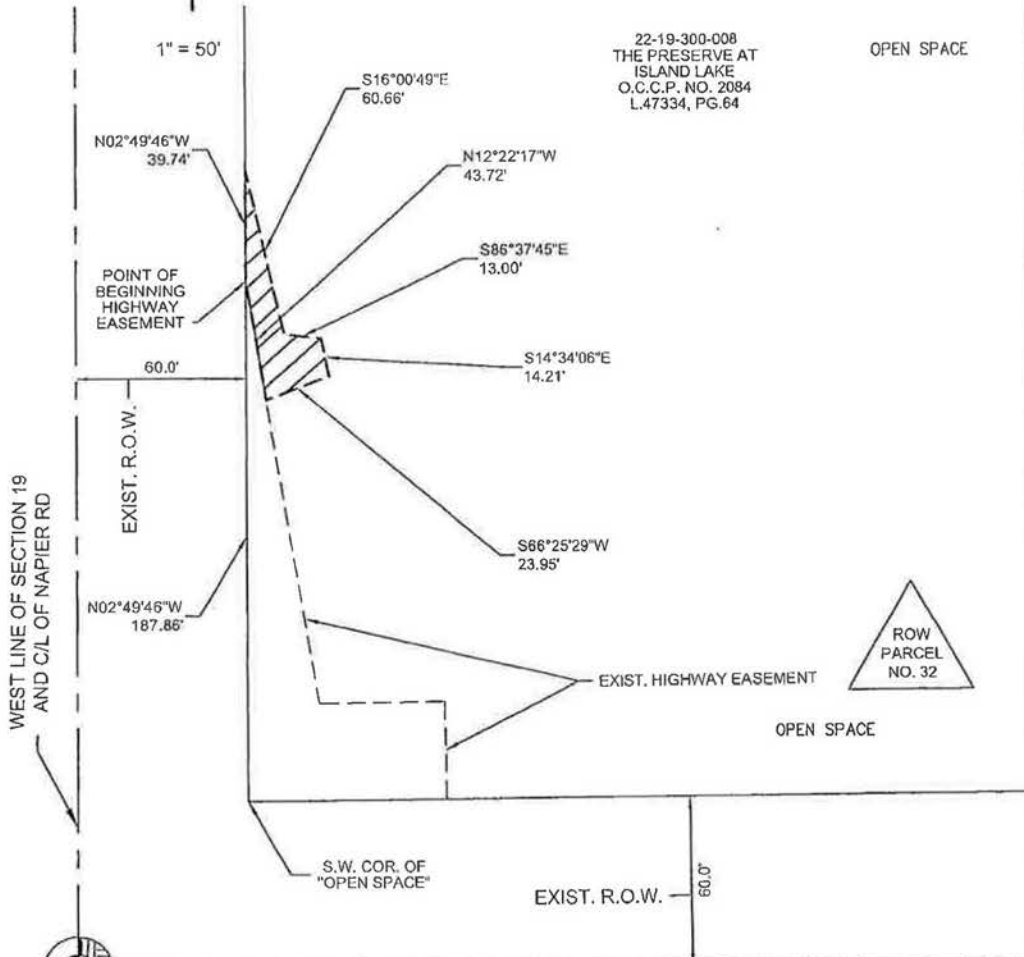 1" = 50'
22-19-300-008
THE PRESERVE AT
ISLAND LAKE
O.C.C.P. NO. 2084
L.47334, PG.64
OPEN SPACE
S16°00'49"E
60.66'
N02°49'46"W
39.74'
N12°22'17"W
43.72'
S86°37'45"E
13.00'
POINT OF
BEGINNING
HIGHWAY
EASEMENT
60.0'
S14°34'06"E
14.21'
EXIST. R.O.W.
WEST LINE OF SECTION 19
AND C/L OF NAPIER RD
S66°25'29"W
23.95'
N02°49'46"W
187.86'
ROW
PARCEL
NO. 32
EXIST. HIGHWAY EASEMENT
OPEN SPACE
S.W. COR. OF
"OPEN SPACE"
EXIST. R.O.W.
60.0'